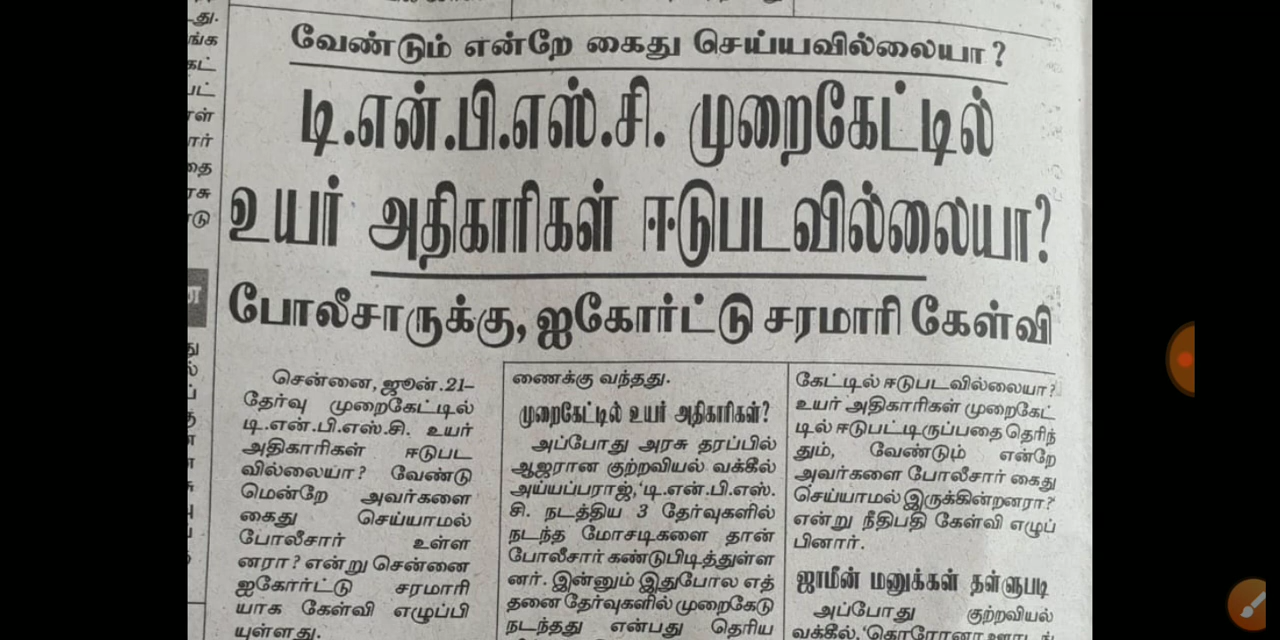 வேண்டும் என்றே கைது செய்யவில்லையா?
டி.என்.பி.எஸ்.சி. முறைகேட்டில்
உயர் அதிகாரிகள் ஈடுபடவில்லையா?
போலீசாருக்கு, ஐகோர்ட்டு சரமாரி கேள்வி
சென்னை, ஜூன்.21–
தேர்வு முறைகேட்டில்
டி.என்.பி.எஸ்.சி. உயர்
அதிகாரிகள் ஈடுபட
வில்லையா? வேண்டு
மென்றே அவர்களை
கைது செய்யாமல்
போலீசார் உள்ள
னரா? என்று சென்னை
ஐகோர்ட்டு சரமாரி
யாக கேள்வி எழுப்பி
யுள்ளது.
ணைக்கு வந்தது.
முறைகேட்டில் உயர் அதிகாரிகள்?
அப்போது அரசு தரப்பில்
ஆஜரான குற்றவியல் வக்கீல்
அய்யப்பராஜ், 'டி.என்.பி.எஸ்.
சி. நடத்திய 3 தேர்வுகளில்
நடந்த மோசடிகளை தான்
போலீசார் கண்டுபிடித்துள்ள
னர். இன்னும் இதுபோல எத்
தனை தேர்வுகளில் முறைகேடு
நடந்தது என்பது தெரிய
கேட்டில் ஈடுபடவில்லையா?
உயர் அதிகாரிகள் முறைகேட்
டில் ஈடுபட்டிருப்பதை தெரிந்
தும், வேண்டும் என்றே
அவர்களை போலீசார் கைது
செய்யாமல் இருக்கின்றனரா?'
என்று நீதிபதி கேள்வி எழுப்
பினார்.
ஜாமீன் மனுக்கள் தள்ளுபடி
அப்போது குற்றவியல்
வக்கீல், 'கொரோனா